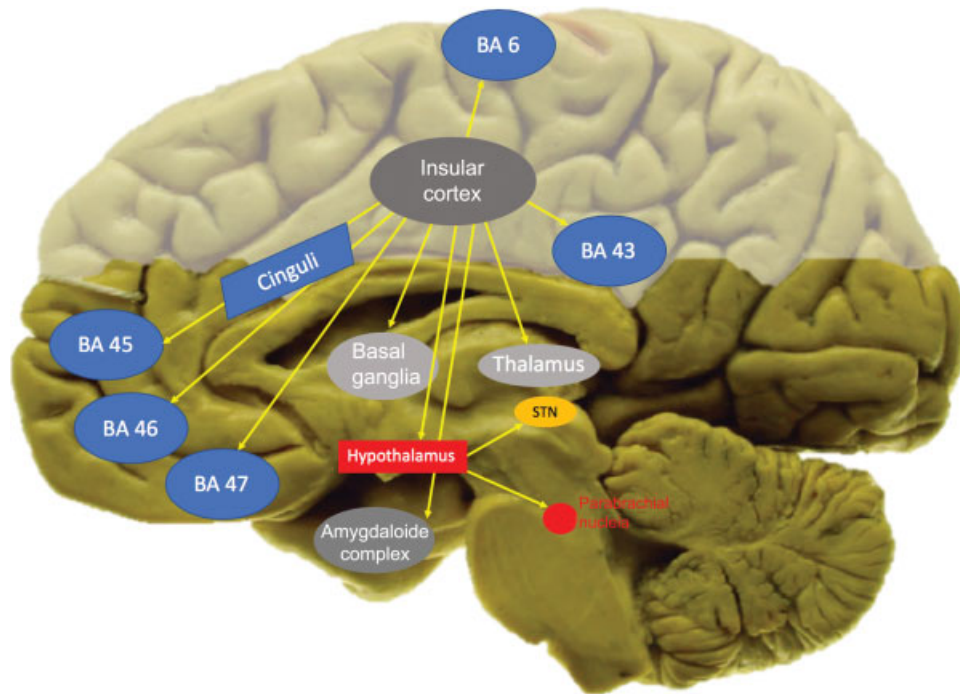 BA 6
Insular
cortex
BA 43
Cinguli
BA 45
Basal
ganglia
Thalamus
STN
BA 46
Hypothalamus
BA 47
Parabrachial
nucleia
Amygdaloide
complex